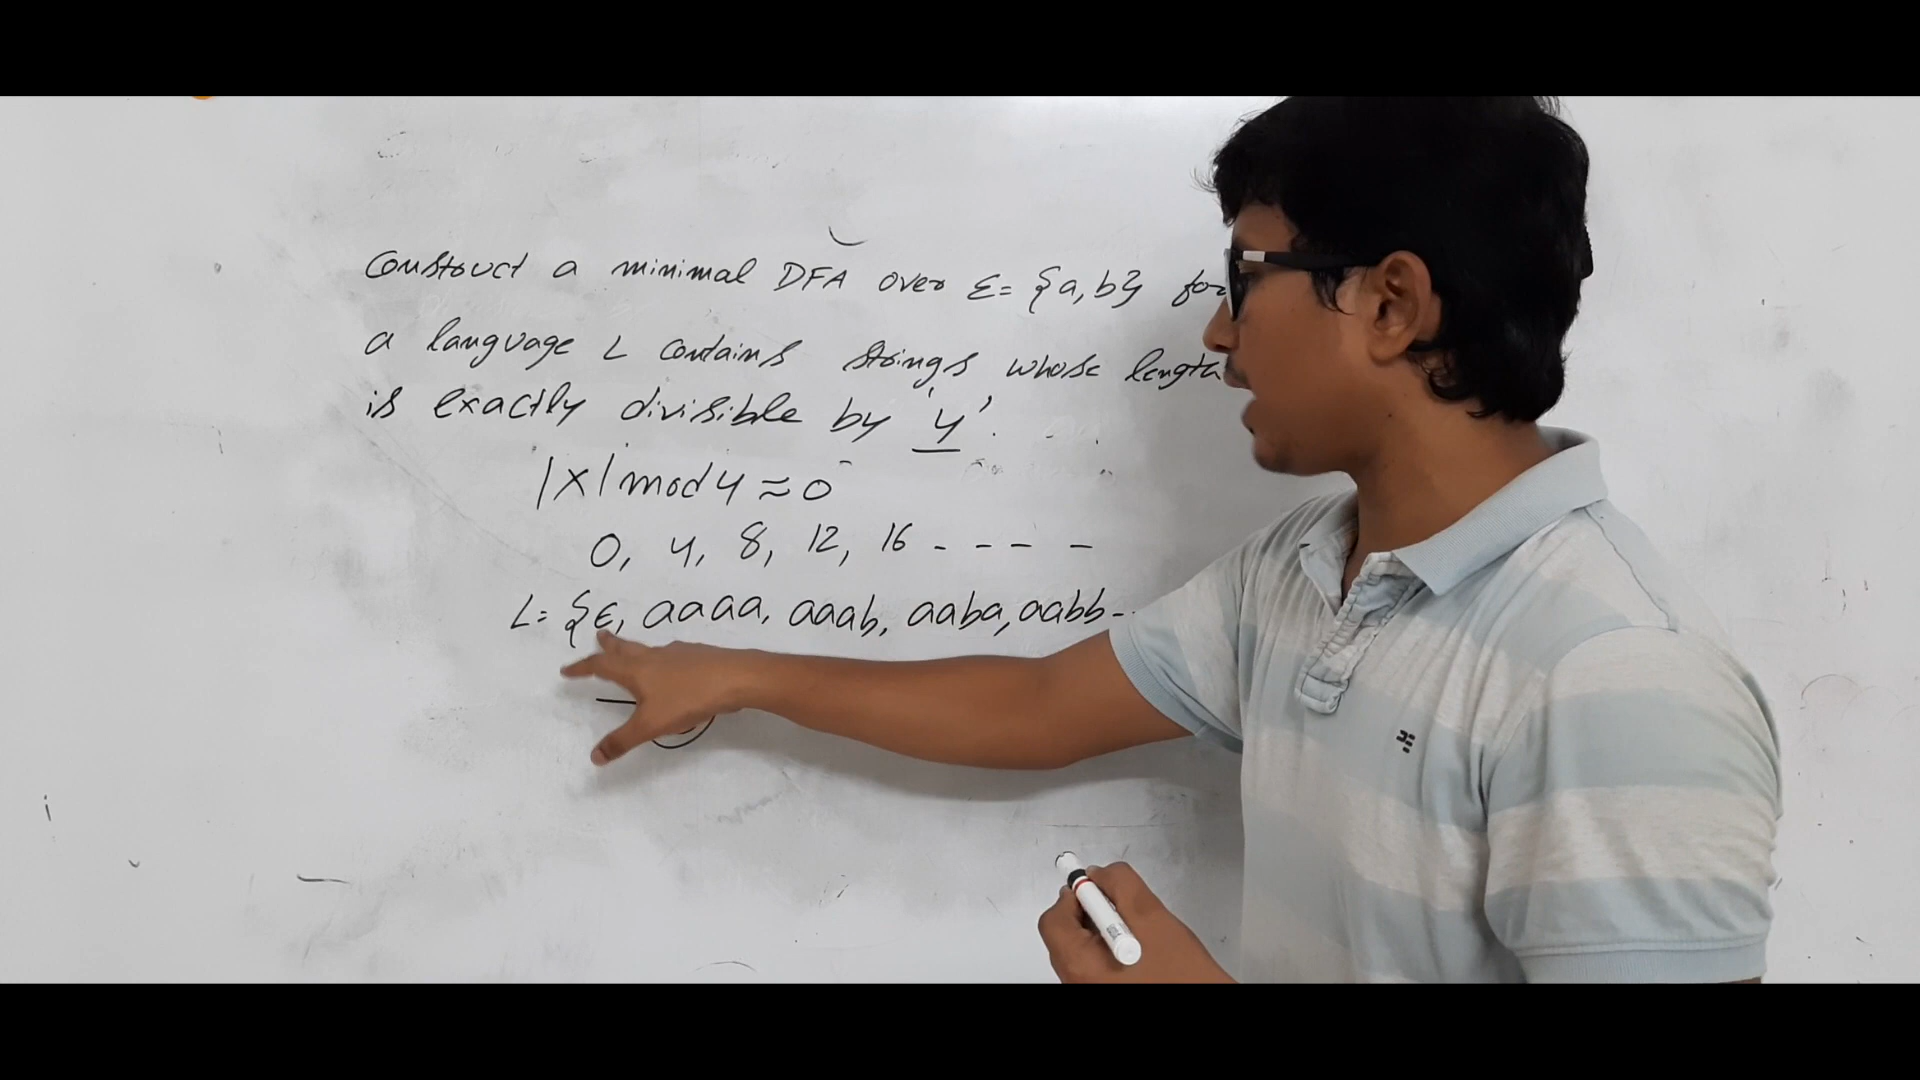 Construct a minimal DFA over Ɛ= {a, b} for
a language L contains strings whose length
is exactly divisible by '4'.
|x| mod 4 ≈ 0
0, 4, 8, 12, 16 - - - -
L= {ε, aaaa, aaab, aaba, aabb - -